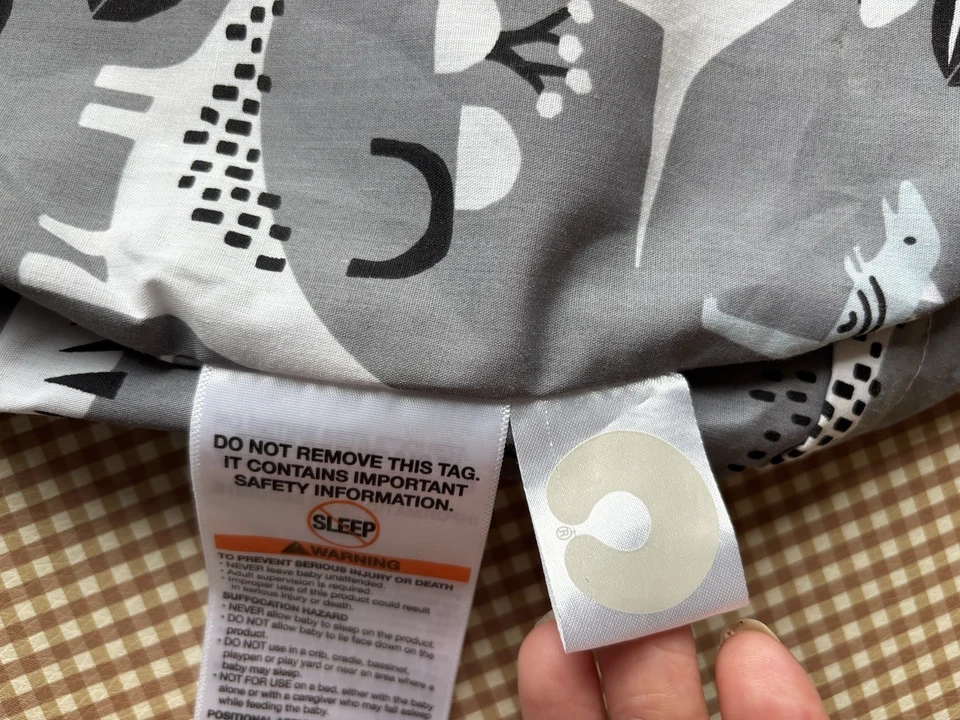 DO NOT REMOVE THIS TAG.
IT CONTAINS IMPORTANT
SAFETY INFORMATION.
SLEEP
WARNING
TO PREVENT SERIOUS INJURY OR DEATH
• NEVER leave baby unattended.
• Adult supervision is required.
• Improper use of this product could result
in serious injury or death.
SUFFOCATION HAZARD
• NEVER allow baby to sleep on the product.
• DO NOT allow baby to lie face down on the
product.
• DO NOT use in a crib, cradle, bassinet,
playpen or play yard or near an area where a
baby may sleep.
• NOT FOR USE on a bed, either with the baby
alone or with a caregiver who may fall asleep
while feeding the baby.
®